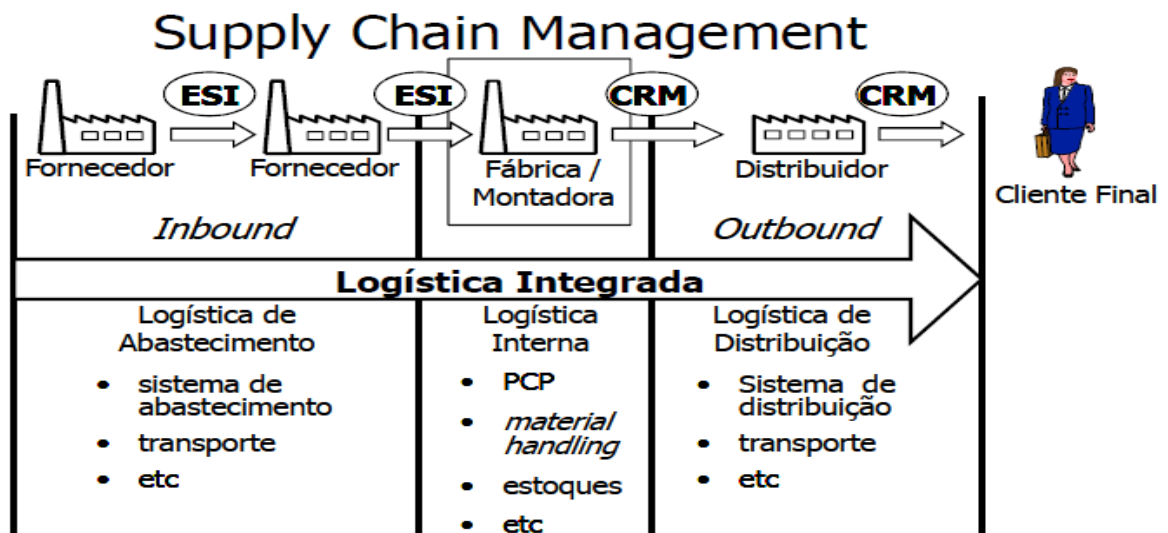 Supply Chain Management
ESI
ESI
CRM
CRM
Fornecedor
Fornecedor
Fábrica /
Montadora
Distribuidor
Cliente Final
Inbound
Outbound
Logística Integrada
Logística de
Abastecimento
• sistema de
abastecimento
• transporte
• etc
Logística
Interna
• PCP
• material
handling
• estoques
• etc
Logística de
Distribuição
• Sistema de
distribuição
• transporte
• etc